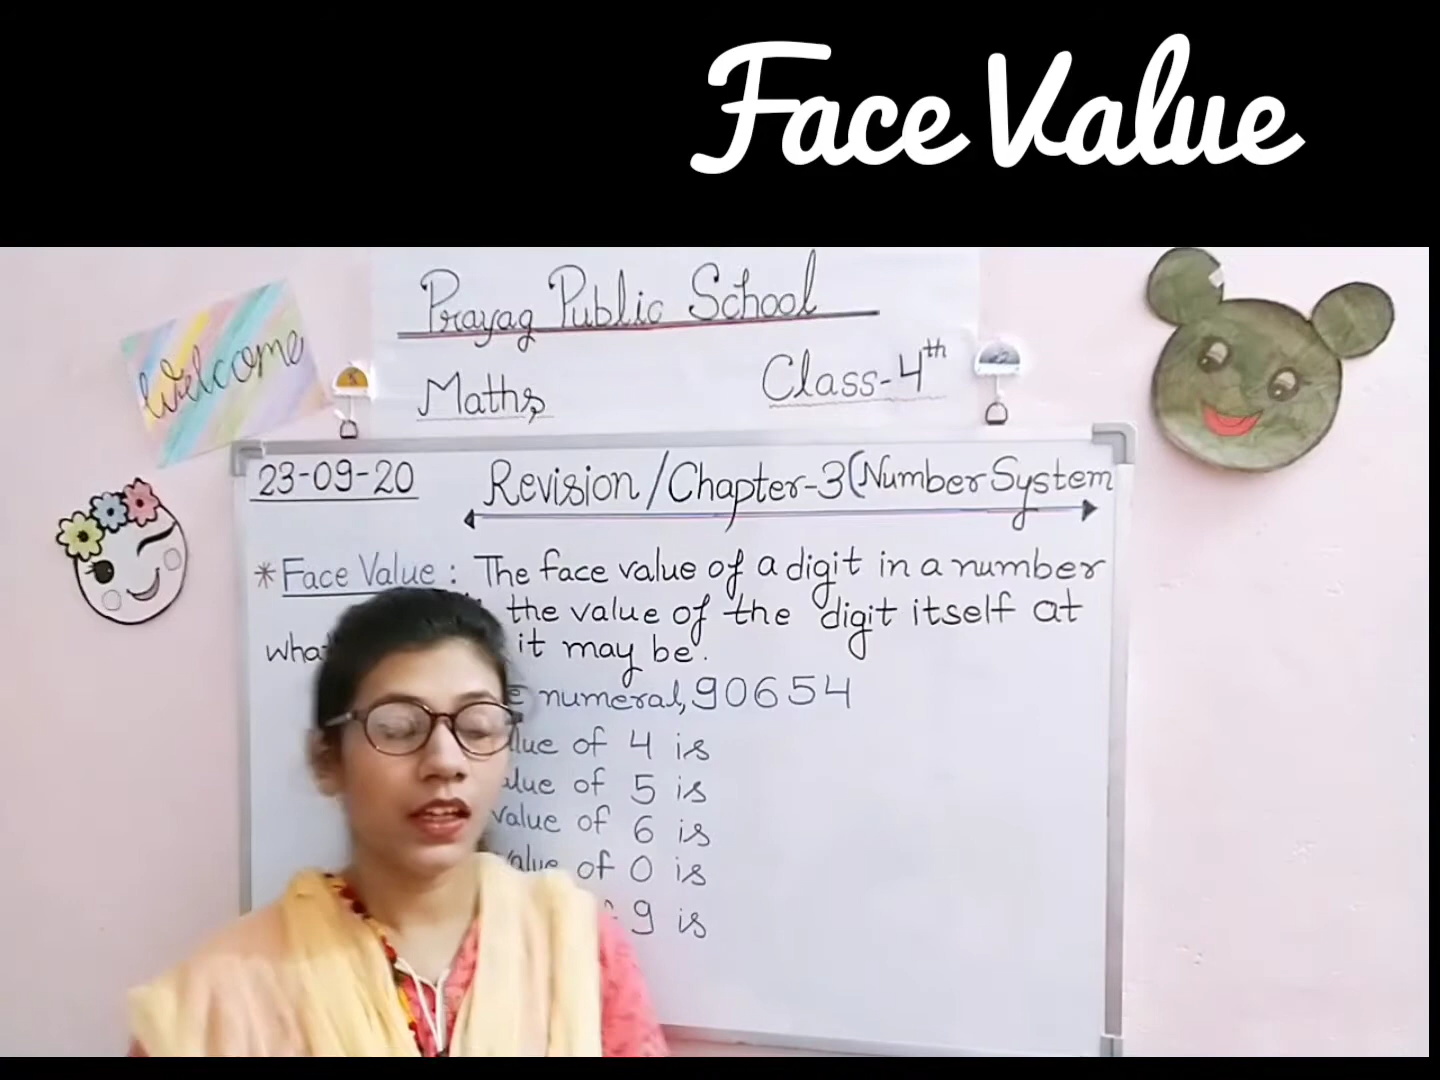 Face Value
Prayag Public School
Welcome
Maths,
Class-4th
23-09-20
Revision/Chapter-3(Number System
* Face Value : The face value of a digit in a number
the value of the digit itself at
it may be.
numeral, 90654
of 4 is
of 5 is
value of 6 is
value of 0 is
9 is